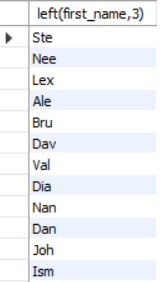 left(first_name,3)
Ste
Nee
Lex
Ale
Bru
Dav
Val
Dia
Nan
Dan
Joh
Ism